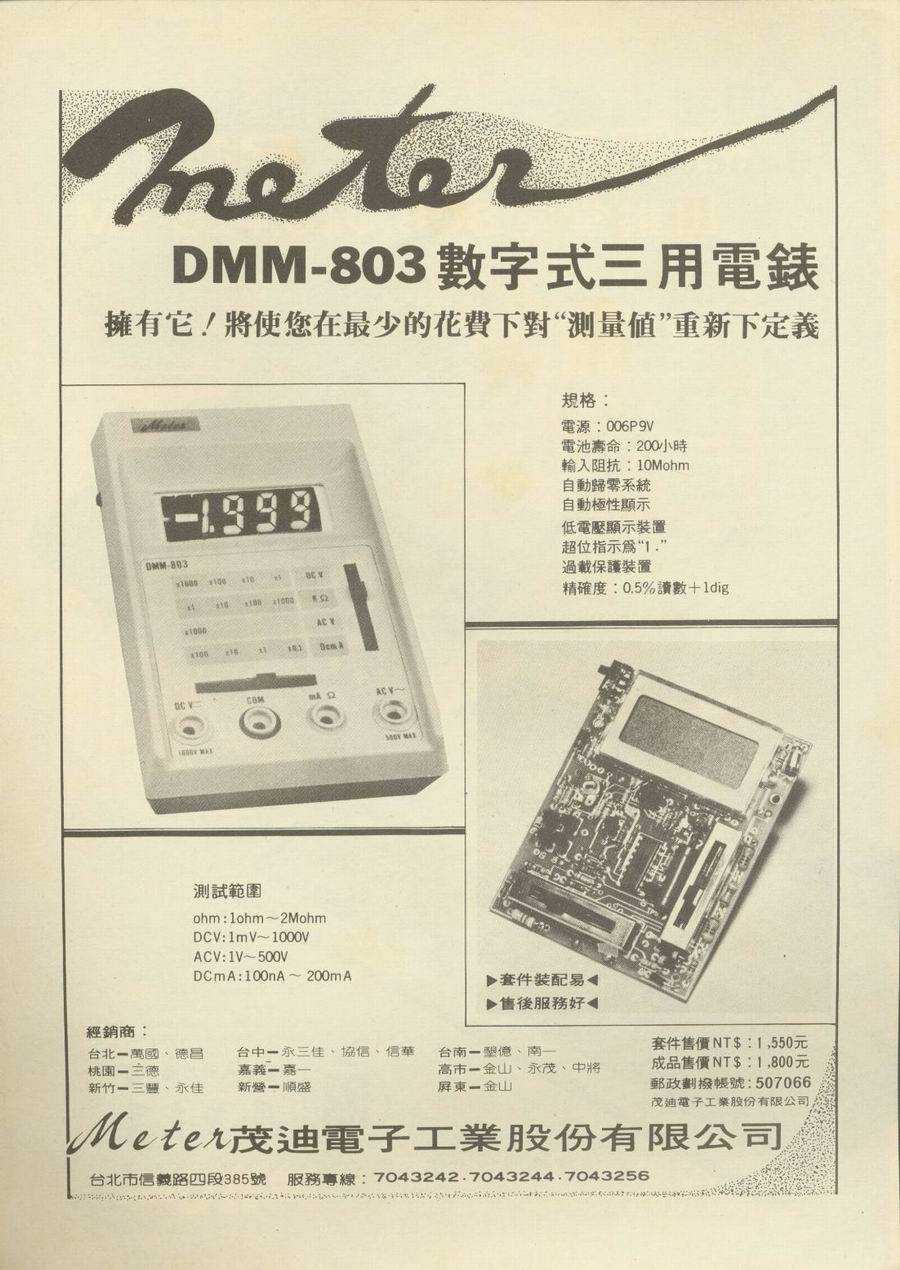 meter
DMM-803數字式三用電錶
擁有它！將使您在最少的花費下對“測量値”重新下定義
Meter
-1.999
DMM-803
x1000 x100 x10 x1 DC V
x1 x10 x100 x1000 K Ω
x1000 AC V
x100 x10 x1 x0.1 Dcm A
DC V COM mA Ω AC V～
1000V MAX 500V MAX
規格：
電源：006P9V
電池壽命：200小時
輸入阻抗：10Mohm
自動歸零系統
自動極性顯示
低電壓顯示裝置
超位指示爲“1．”
過載保護裝置
精確度：0.5%讀數＋1dig
▶套件裝配易◀
▶售後服務好◀
測試範圍
ohm:1ohm～2Mohm
DCV:1mV～1000V
ACV:1V～500V
DCmA:100nA～200mA
經銷商：
台北－萬國、德昌
桃園－三德
新竹－三豐、永佳
台中－永三佳、協信、信華
嘉義－嘉一
新營－順盛
台南－墾億、南一
高市－金山、永茂、中將
屏東－金山
套件售價NT$：1,550元
成品售價NT$：1,800元
郵政劃撥帳號：507066
茂迪電子工業股份有限公司
Meter茂迪電子工業股份有限公司
台北市信義路四段385號 服務專線：7043242．7043244．7043256